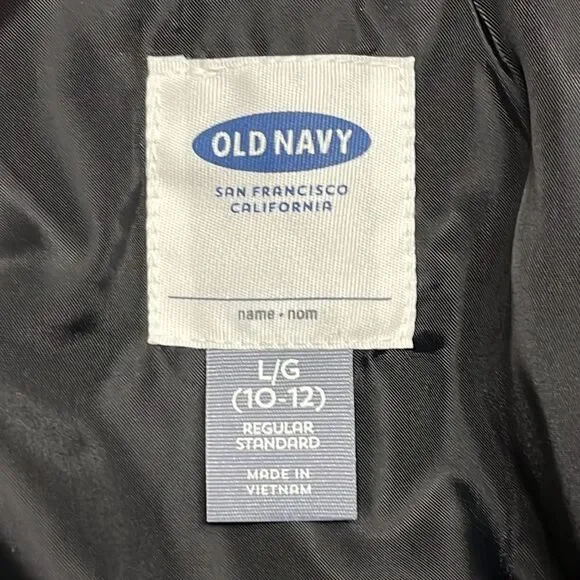 OLD NAVY
SAN FRANCISCO
CALIFORNIA
name • nom
L/G
(10-12)
REGULAR
STANDARD
MADE IN
VIETNAM